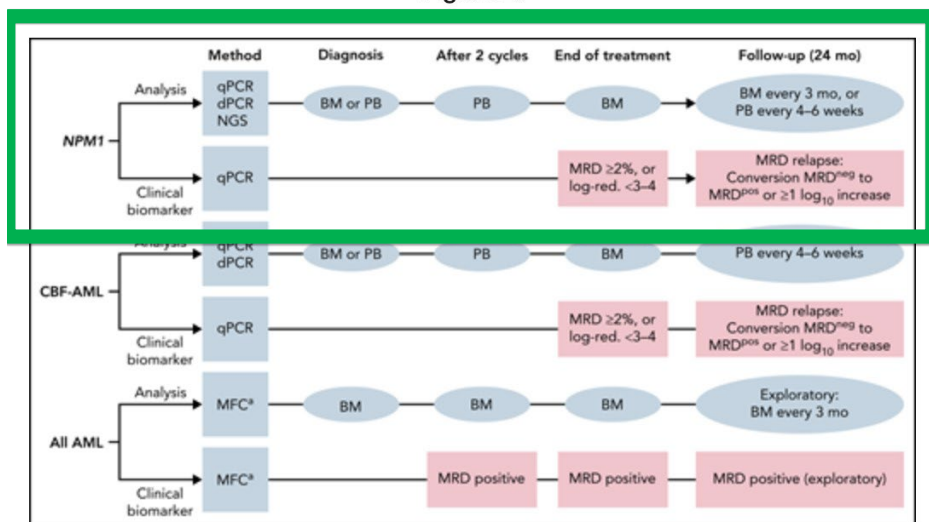 Method Diagnosis After 2 cycles End of treatment Follow-up (24 mo)
NPM1
Analysis
qPCR
dPCR
NGS
BM or PB
PB
BM
BM every 3 mo, or
PB every 4–6 weeks
Clinical
biomarker
qPCR
MRD ≥2%, or
log-red. <3–4
MRD relapse:
Conversion MRDneg to
MRDpos or ≥1 log10 increase
CBF-AML
Analysis
qPCR
dPCR
BM or PB
PB
BM
PB every 4–6 weeks
Clinical
biomarker
qPCR
MRD ≥2%, or
log-red. <3–4
MRD relapse:
Conversion MRDneg to
MRDpos or ≥1 log10 increase
All AML
Analysis
MFCa
BM
BM
BM
Exploratory:
BM every 3 mo
Clinical
biomarker
MFCa
MRD positive
MRD positive
MRD positive (exploratory)